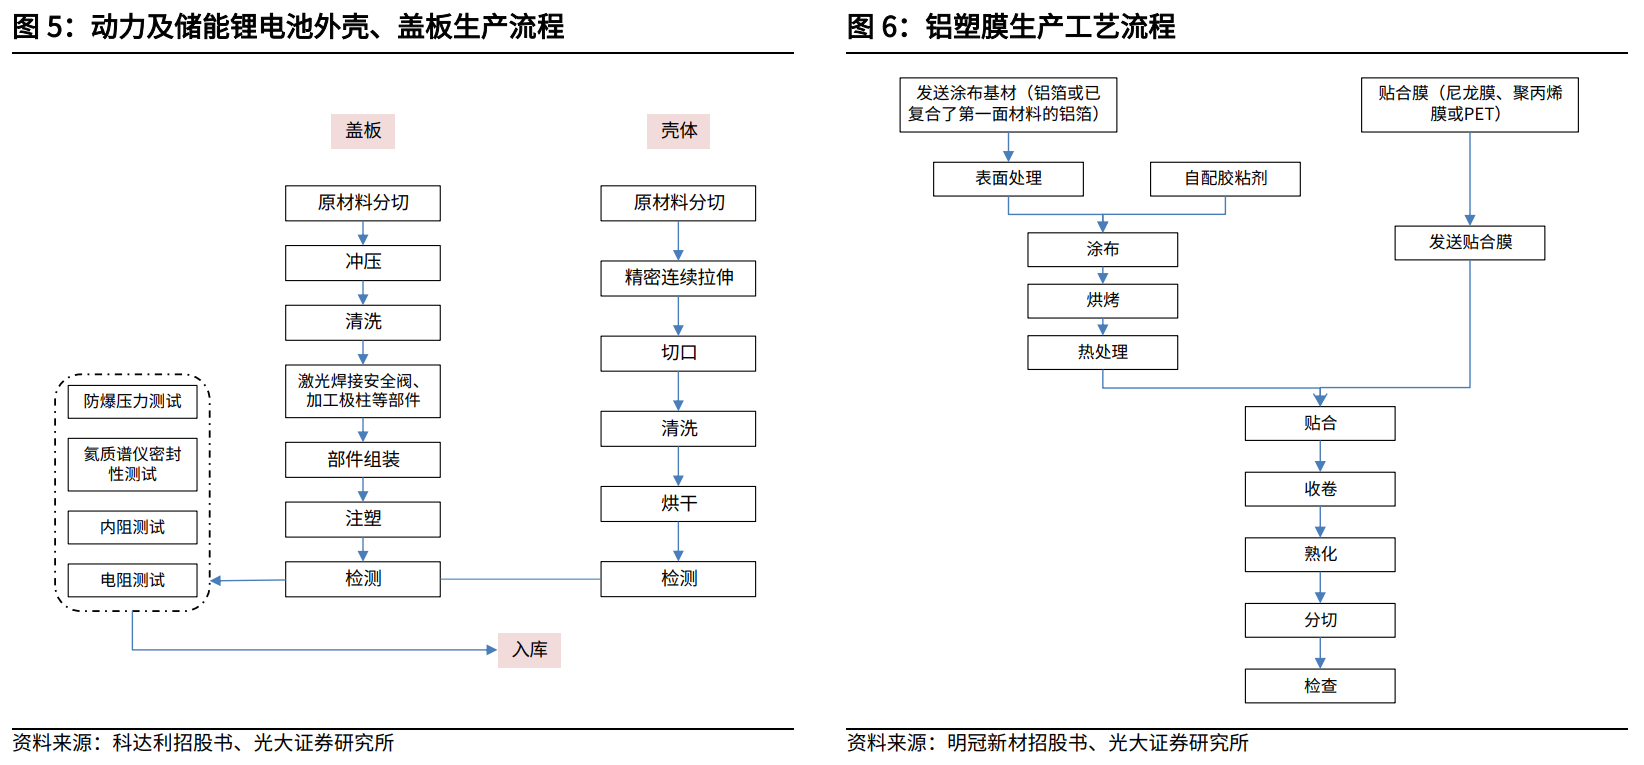 图 5：动力及储能锂电池外壳、盖板生产流程
盖板
壳体
原材料分切
冲压
清洗
激光焊接安全阀、
加工极柱等部件
部件组装
注塑
检测
原材料分切
精密连续拉伸
切口
清洗
烘干
检测
防爆压力测试
氦质谱仪密封
性测试
内阻测试
电阻测试
入库
资料来源：科达利招股书、光大证券研究所
图 6：铝塑膜生产工艺流程
发送涂布基材（铝箔或已
复合了第一面材料的铝箔）
贴合膜（尼龙膜、聚丙烯
膜或PET）
表面处理
自配胶粘剂
涂布
发送贴合膜
烘烤
热处理
贴合
收卷
熟化
分切
检查
资料来源：明冠新材招股书、光大证券研究所